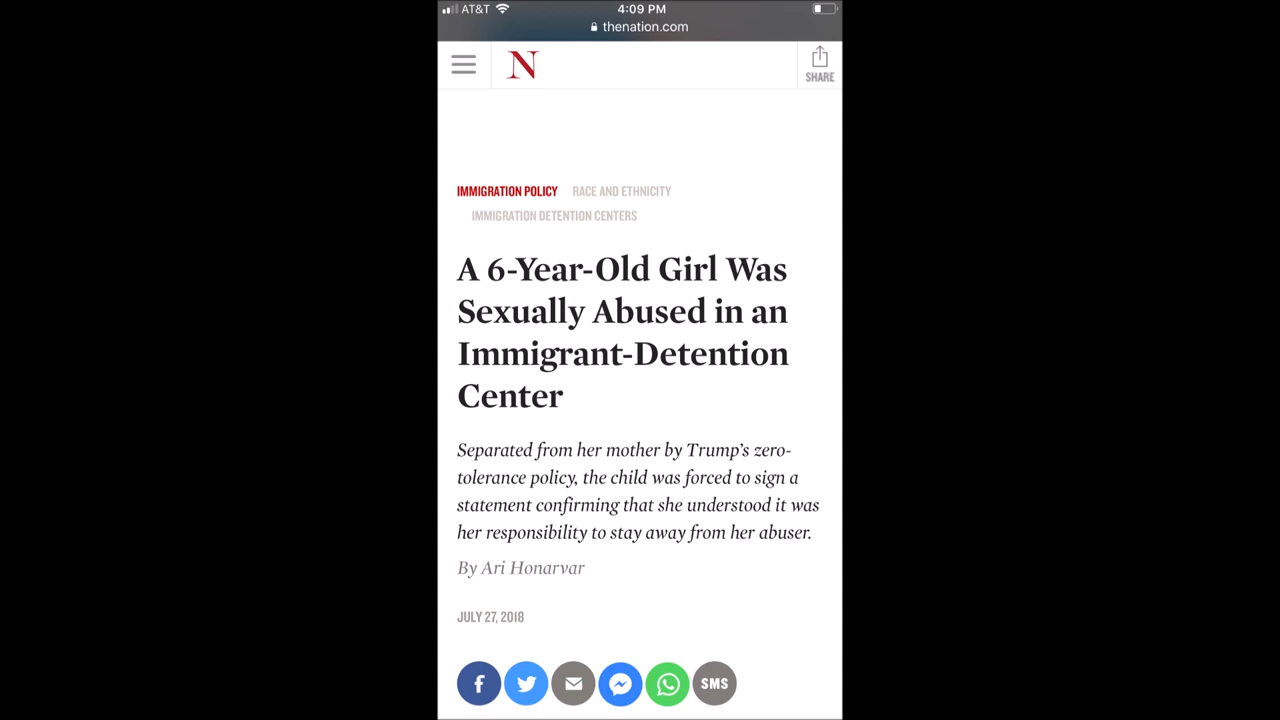 AT&T 4:09 PM
thenation.com
N
SHARE
IMMIGRATION POLICY RACE AND ETHNICITY
IMMIGRATION DETENTION CENTERS
A 6-Year-Old Girl Was
Sexually Abused in an
Immigrant-Detention
Center
Separated from her mother by Trump's zero-
tolerance policy, the child was forced to sign a
statement confirming that she understood it was
her responsibility to stay away from her abuser.
By Ari Honarvar
JULY 27, 2018
f SMS